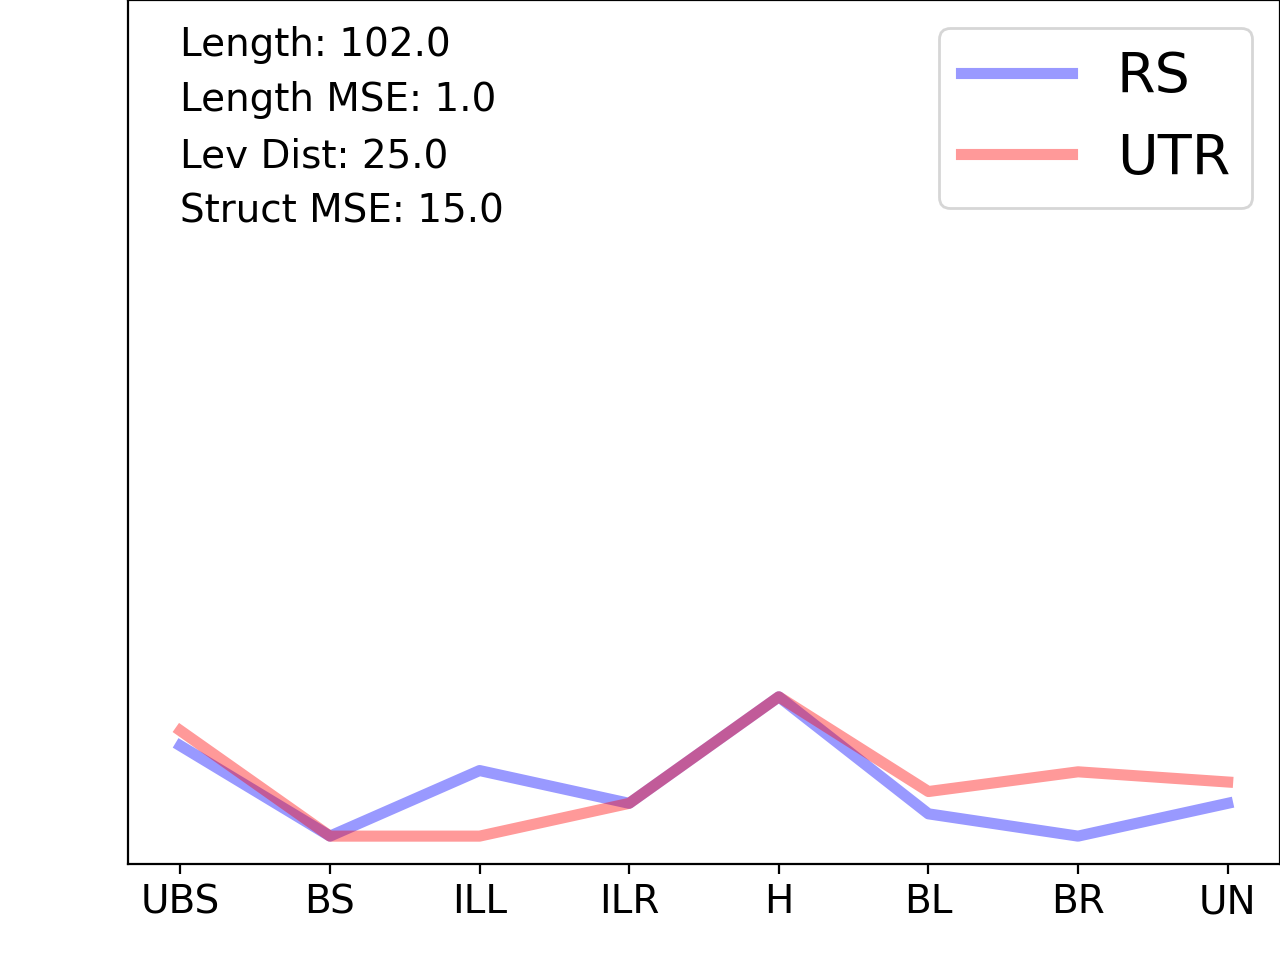 Length: 102.0
Length MSE: 1.0
Lev Dist: 25.0
Struct MSE: 15.0
RS
UTR
UBS BS ILL ILR H BL BR UN